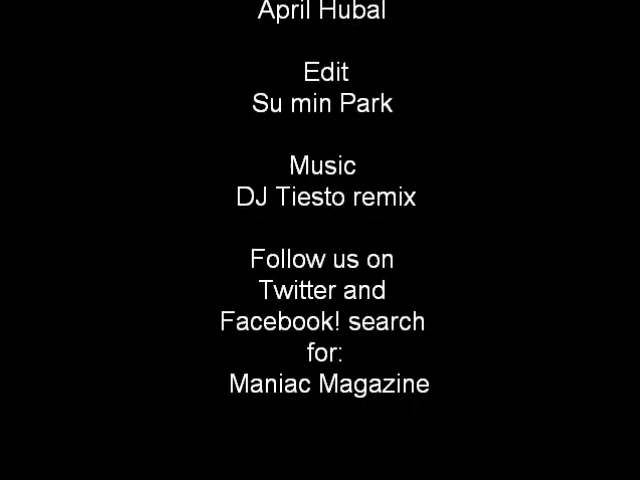 April Hubal
Edit
Su min Park
Music
DJ Tiesto remix
Follow us on
Twitter and
Facebook! search
for:
Maniac Magazine